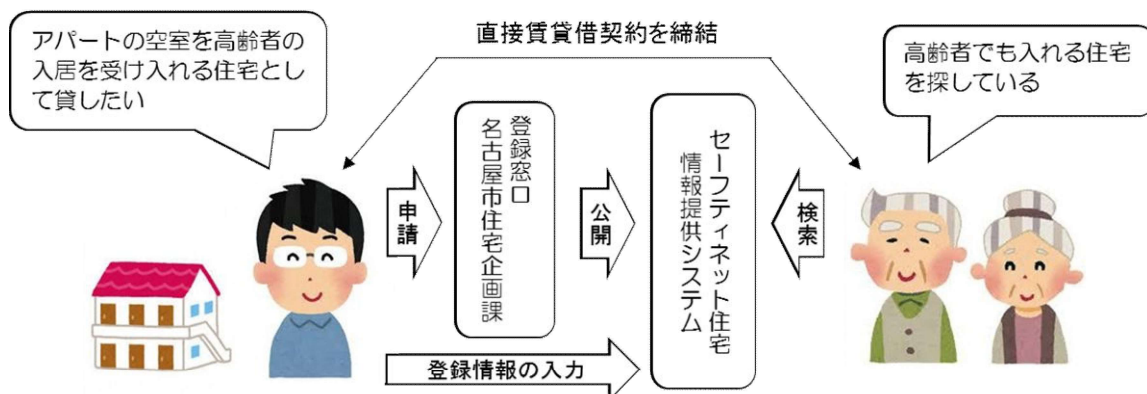 アパートの空室を高齢者の
入居を受け入れる住宅とし
て貸したい
直接賃貸借契約を締結
高齢者でも入れる住宅
を探している
申請
登録窓口
名古屋市住宅企画課
公開
セーフティネット住宅
情報提供システム
検索
登録情報の入力